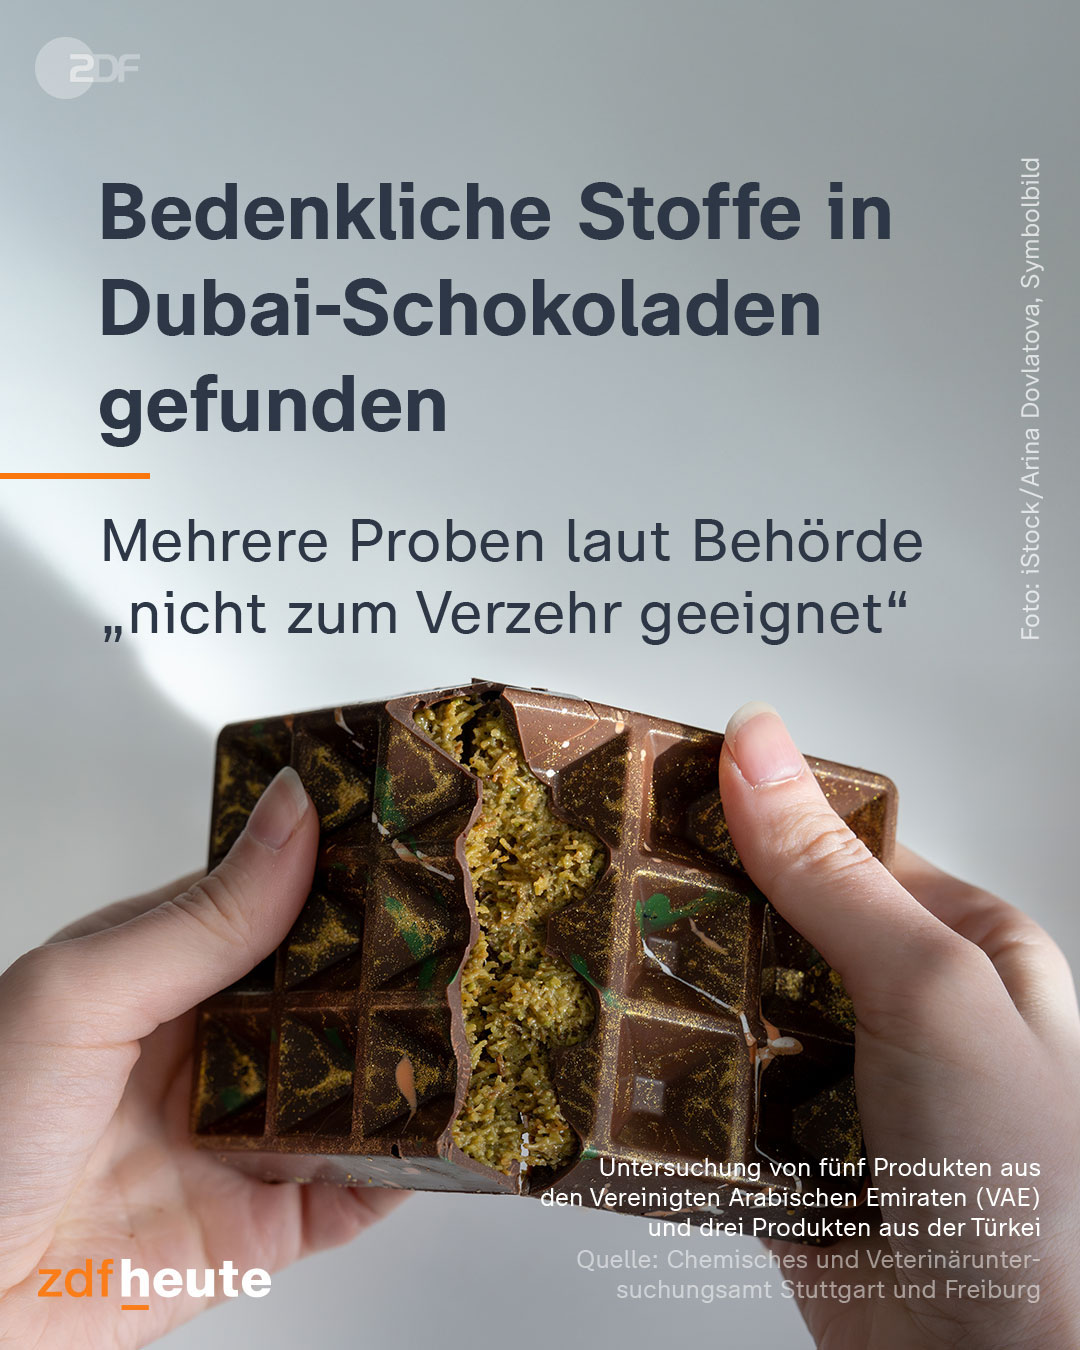 ZDF
Bedenkliche Stoffe in
Dubai-Schokoladen
gefunden
Mehrere Proben laut Behörde
„nicht zum Verzehr geeignet“
Foto: iStock/Arina Dovlatova, Symbolbild
Untersuchung von fünf Produkten aus
den Vereinigten Arabischen Emiraten (VAE)
und drei Produkten aus der Türkei
Quelle: Chemisches und Veterinärunter-
suchungsamt Stuttgart und Freiburg
zdfheute